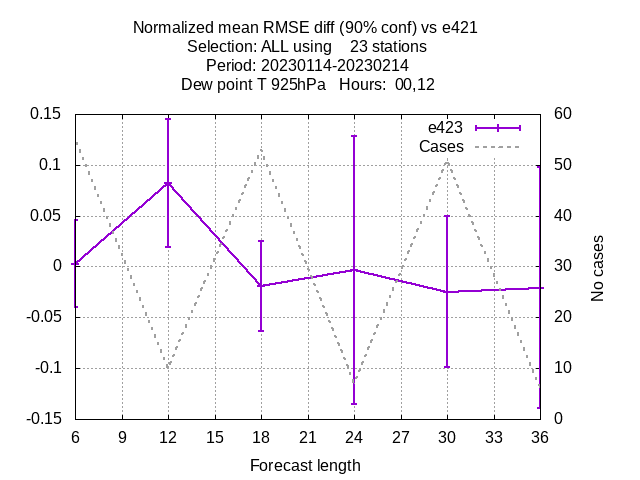 Normalized mean RMSE diff (90% conf) vs e421
Selection: ALL using    23 stations
Period: 20230114-20230214
Dew point T 925hPa   Hours:  00,12
0.15
0.1
0.05
0
-0.05
-0.1
-0.15
60
50
40
30
20
10
0
e423
Cases
No cases
6 9 12 15 18 21 24 27 30 33 36
Forecast length